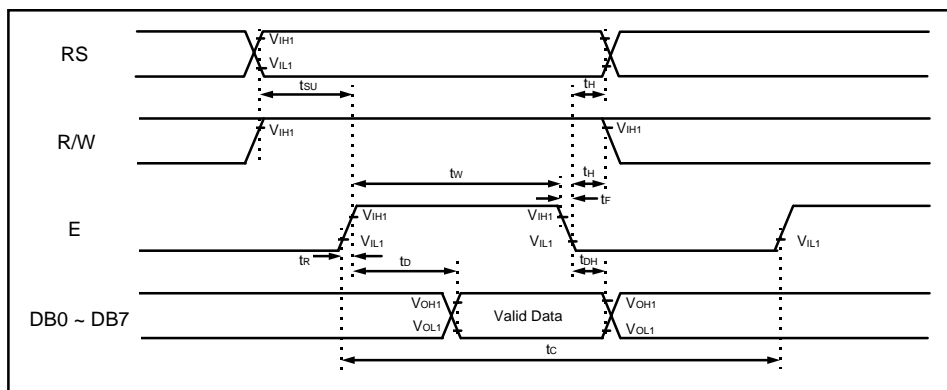 RS
VIH1
VIL1
tSU
tH
R/W
VIH1
VIH1
tW
tH
tF
E
VIH1
VIH1
VIL1
VIL1
VIL1
tR
tD
tDH
DB0 ~ DB7
VOH1
VOL1
Valid Data
VOH1
VOL1
tC